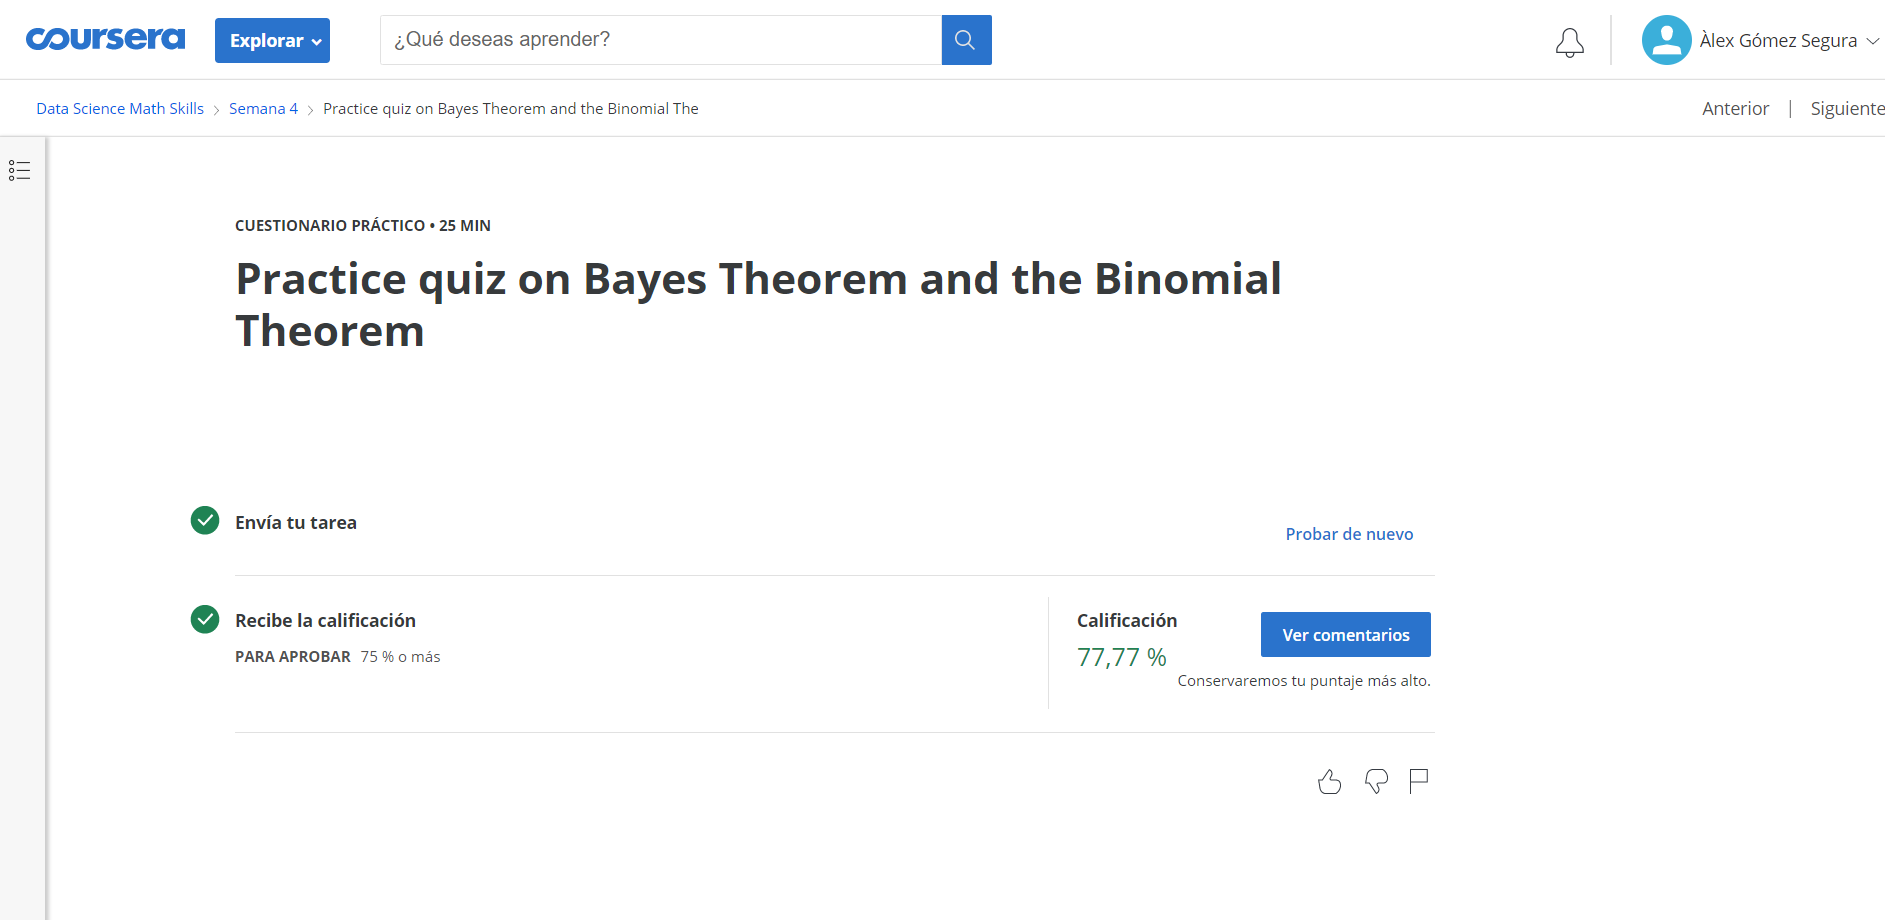 coursera
Explorar
¿Qué deseas aprender?
Àlex Gómez Segura
Data Science Math Skills
Semana 4
Practice quiz on Bayes Theorem and the Binomial The
Anterior | Siguiente
CUESTIONARIO PRÁCTICO • 25 MIN
Practice quiz on Bayes Theorem and the Binomial
Theorem
Envía tu tarea
Probar de nuevo
Recibe la calificación
PARA APROBAR 75 % o más
Calificación
77,77 %
Ver comentarios
Conservaremos tu puntaje más alto.